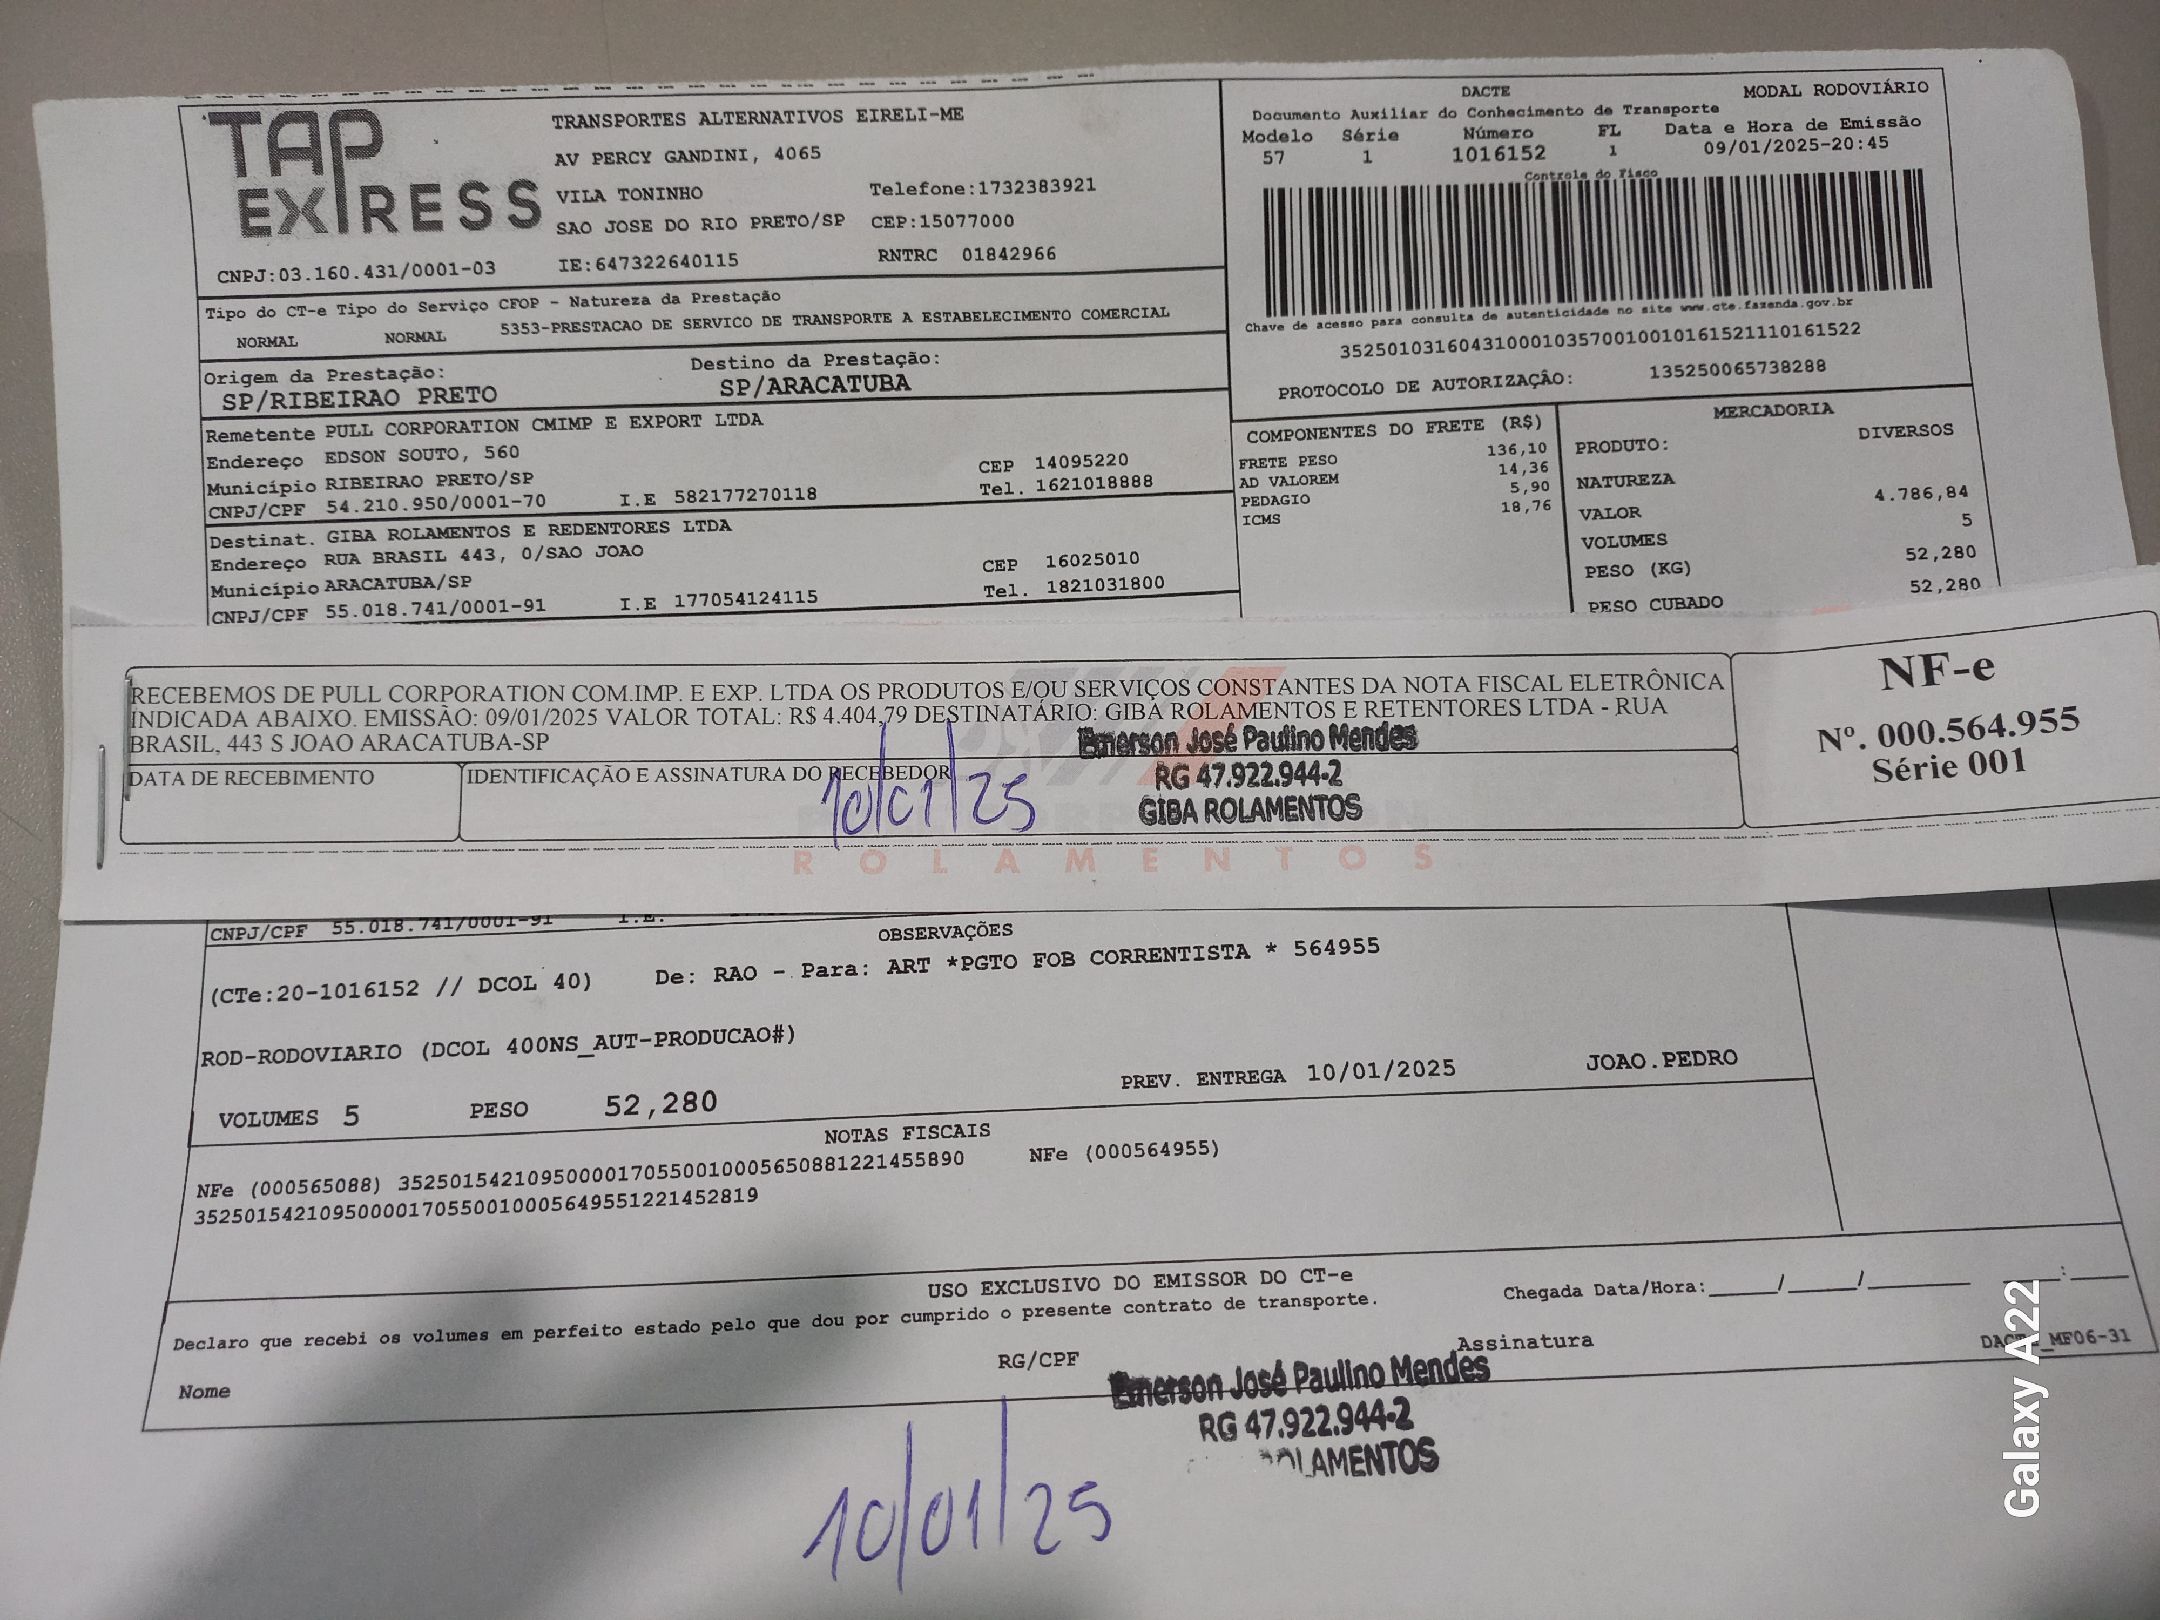 TAP
EXPRESS
TRANSPORTES ALTERNATIVOS EIRELI-ME
AV PERCY GANDINI, 4065
VILA TONINHO
Telefone:1732383921
SAO JOSE DO RIO PRETO/SP CEP:15077000
CNPJ:03.160.431/0001-03 IE:647322640115 RNTRC 01842966
DACTE MODAL RODOVIÁRIO
Documento Auxiliar do Conhecimento de Transporte
Modelo Série Número FL Data e Hora de Emissão
57 1 1016152 1 09/01/2025-20:45
Controle do Fisco
Chave de acesso para consulta de autenticidade no site www.cte.fazenda.gov.br
35250103160431000103570010010161521110161522
PROTOCOLO DE AUTORIZAÇÂO: 135250065738288
Tipo do CT-e Tipo do Serviço CFOP - Natureza da Prestação
NORMAL NORMAL 5353-PRESTACAO DE SERVICO DE TRANSPORTE A ESTABELECIMENTO COMERCIAL
Origem da Prestação: Destino da Prestação:
SP/RIBEIRAO PRETO SP/ARACATUBA
Remetente PULL CORPORATION CMIMP E EXPORT LTDA
Endereço EDSON SOUTO, 560
Município RIBEIRAO PRETO/SP CEP 14095220
CNPJ/CPF 54.210.950/0001-70 I.E 582177270118 Tel. 1621018888
Destinat. GIBA ROLAMENTOS E REDENTORES LTDA
Endereço RUA BRASIL 443, 0/SAO JOAO
Município ARACATUBA/SP CEP 16025010
CNPJ/CPF 55.018.741/0001-91 I.E 177054124115 Tel. 1821031800
COMPONENTES DO FRETE (R$)
FRETE PESO 136,10
AD VALOREM 14,36
PEDAGIO 5,90
ICMS 18,76
MERCADORIA
PRODUTO: DIVERSOS
NATUREZA
VALOR 4.786,84
VOLUMES 5
PESO (KG) 52,280
PESO CUBADO 52,280
RECEBEMOS DE PULL CORPORATION COM.IMP. E EXP. LTDA OS PRODUTOS E/OU SERVIÇOS CONSTANTES DA NOTA FISCAL ELETRÔNICA
INDICADA ABAIXO. EMISSÃO: 09/01/2025 VALOR TOTAL: R$ 4.404,79 DESTINATÁRIO: GIBA ROLAMENTOS E RETENTORES LTDA - RUA
BRASIL, 443 S JOAO ARACATUBA-SP
DATA DE RECEBIMENTO IDENTIFICAÇÃO E ASSINATURA DO RECEBEDOR
10/01/25
Emerson José Paulino Mendes
RG 47.922.944-2
GIBA ROLAMENTOS
ROLAMENTOS
NF-e
Nº. 000.564.955
Série 001
CNPJ/CPF 55.018.741/0001-91 I.E.
OBSERVAÇÕES
(CTe:20-1016152 // DCOL 40) De: RAO - Para: ART *PGTO FOB CORRENTISTA * 564955
ROD-RODOVIARIO (DCOL 400NS_AUT-PRODUCAO#)
PREV. ENTREGA 10/01/2025 JOAO.PEDRO
VOLUMES 5 PESO 52,280
NOTAS FISCAIS
NFe (000565088) 35250154210950000170550010005650881221455890 NFe (000564955)
35250154210950000170550010005649551221452819
USO EXCLUSIVO DO EMISSOR DO CT-e
Declaro que recebi os volumes em perfeito estado pelo que dou por cumprido o presente contrato de transporte.
Chegada Data/Hora:_____/_____/________ ____:____
Nome RG/CPF Assinatura
MF06-31
Emerson José Paulino Mendes
RG 47.922.944-2
ROLAMENTOS
10/01/25
Galaxy A22